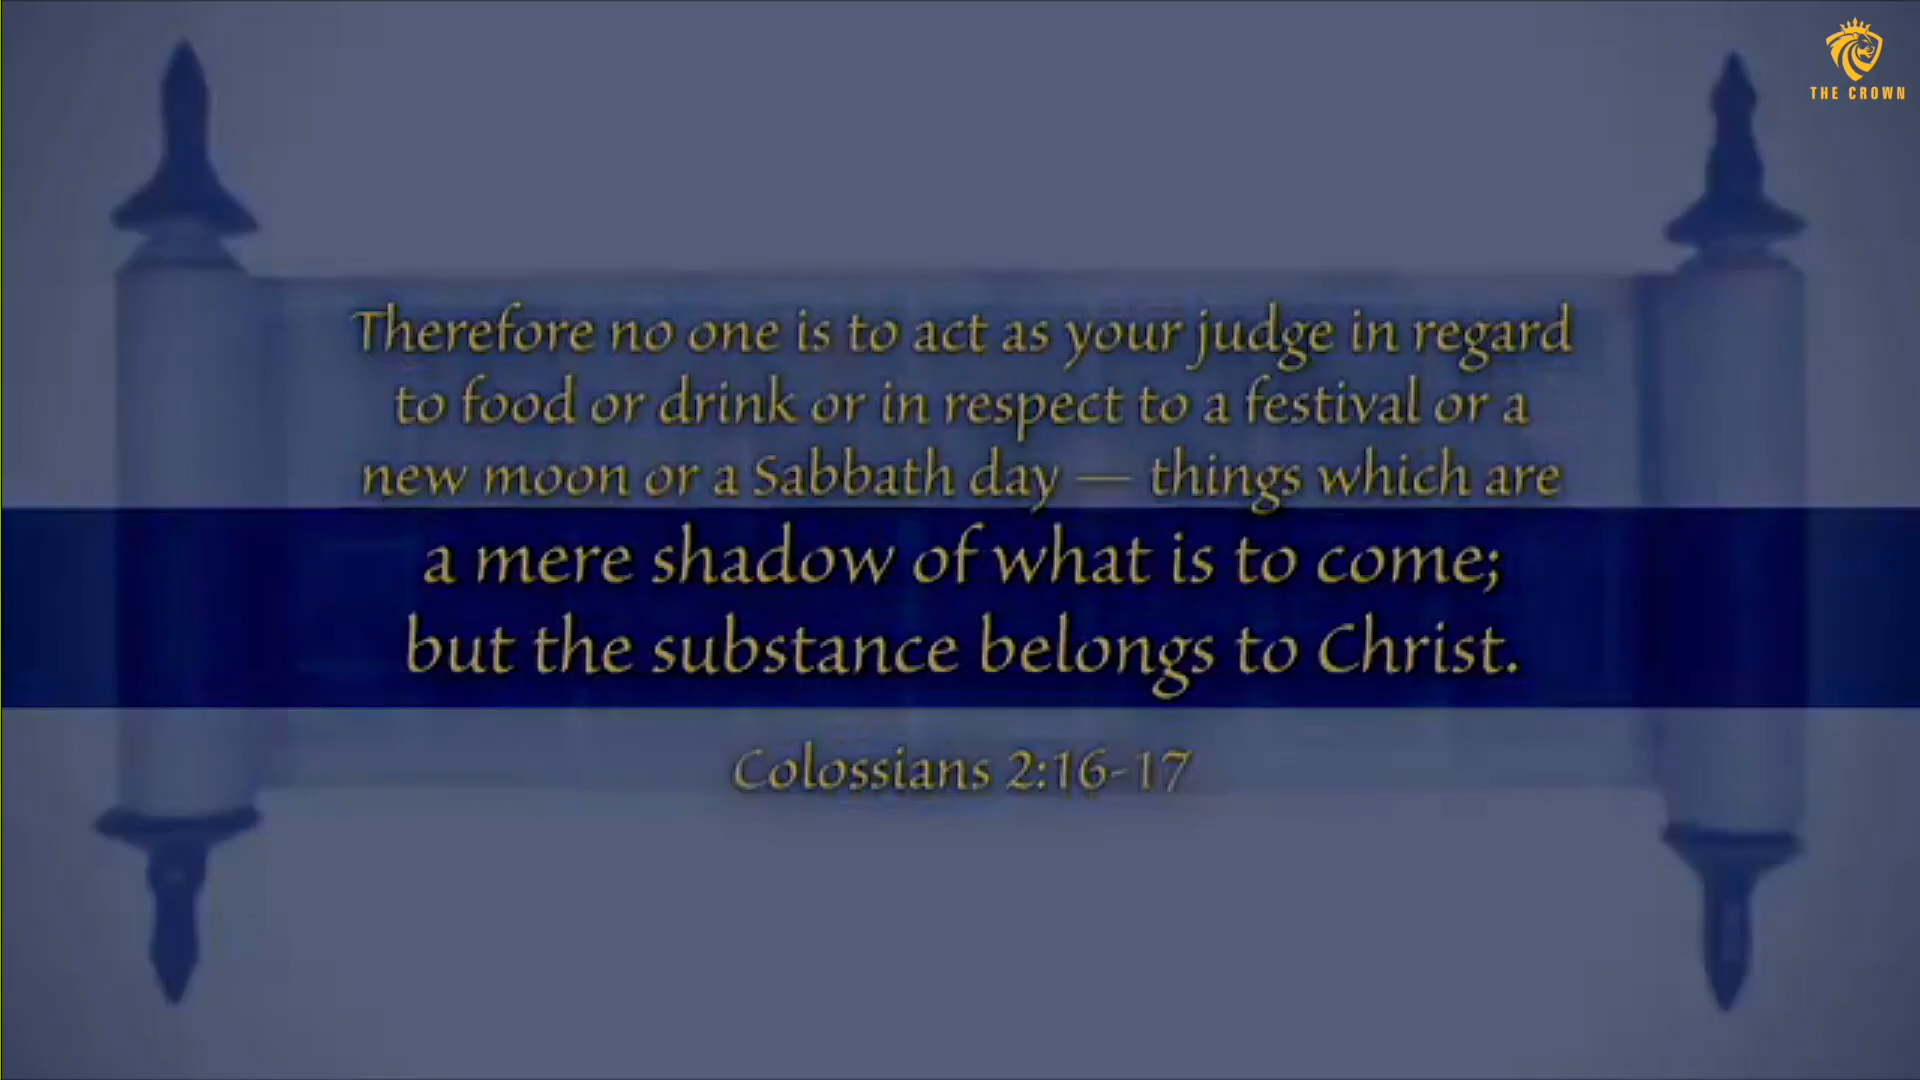 THE CROWN
Therefore no one is to act as your judge in regard
to food or drink or in respect to a festival or a
new moon or a Sabbath day — things which are
a mere shadow of what is to come;
but the substance belongs to Christ.
Colossians 2:16-17